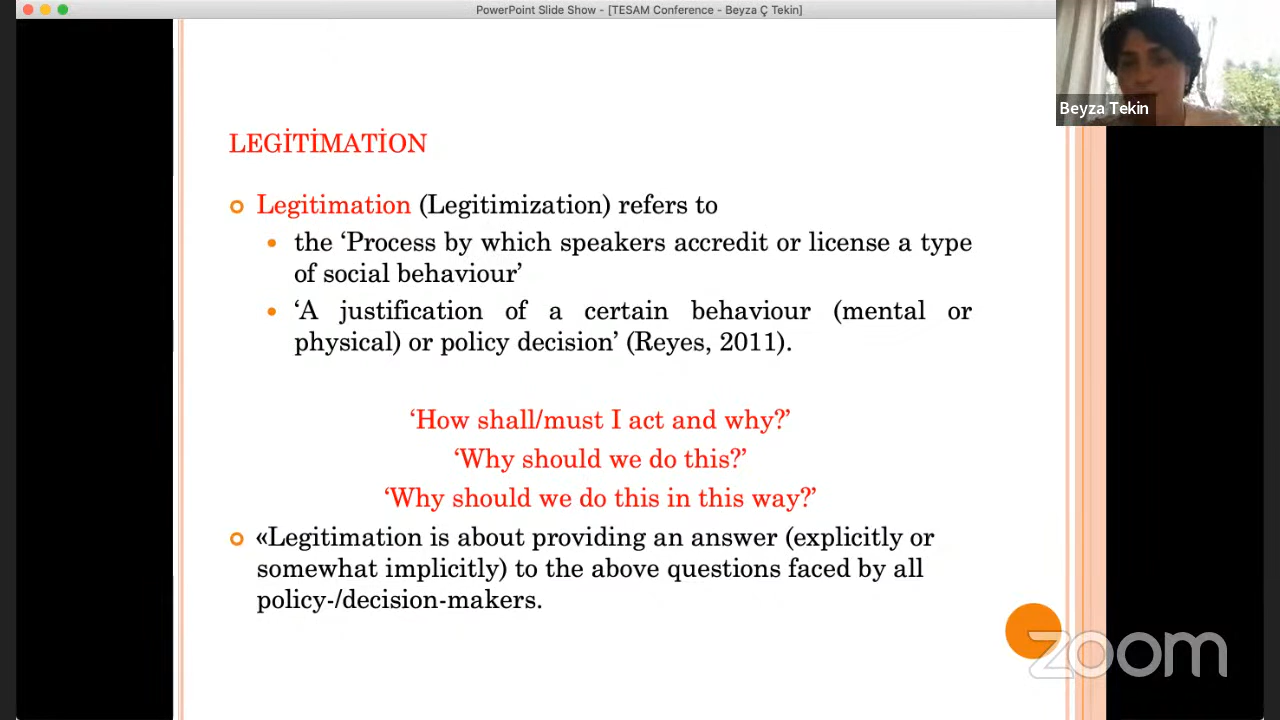 PowerPoint Slide Show - [TESAM Conference - Beyza Ç Tekin]
Beyza Tekin
LEGİTİMATİON
Legitimation (Legitimization) refers to
the ‘Process by which speakers accredit or license a type
of social behaviour’
‘A justification of a certain behaviour (mental or
physical) or policy decision’ (Reyes, 2011).
‘How shall/must I act and why?’
‘Why should we do this?’
‘Why should we do this in this way?’
«Legitimation is about providing an answer (explicitly or
somewhat implicitly) to the above questions faced by all
policy-/decision-makers.
zoom